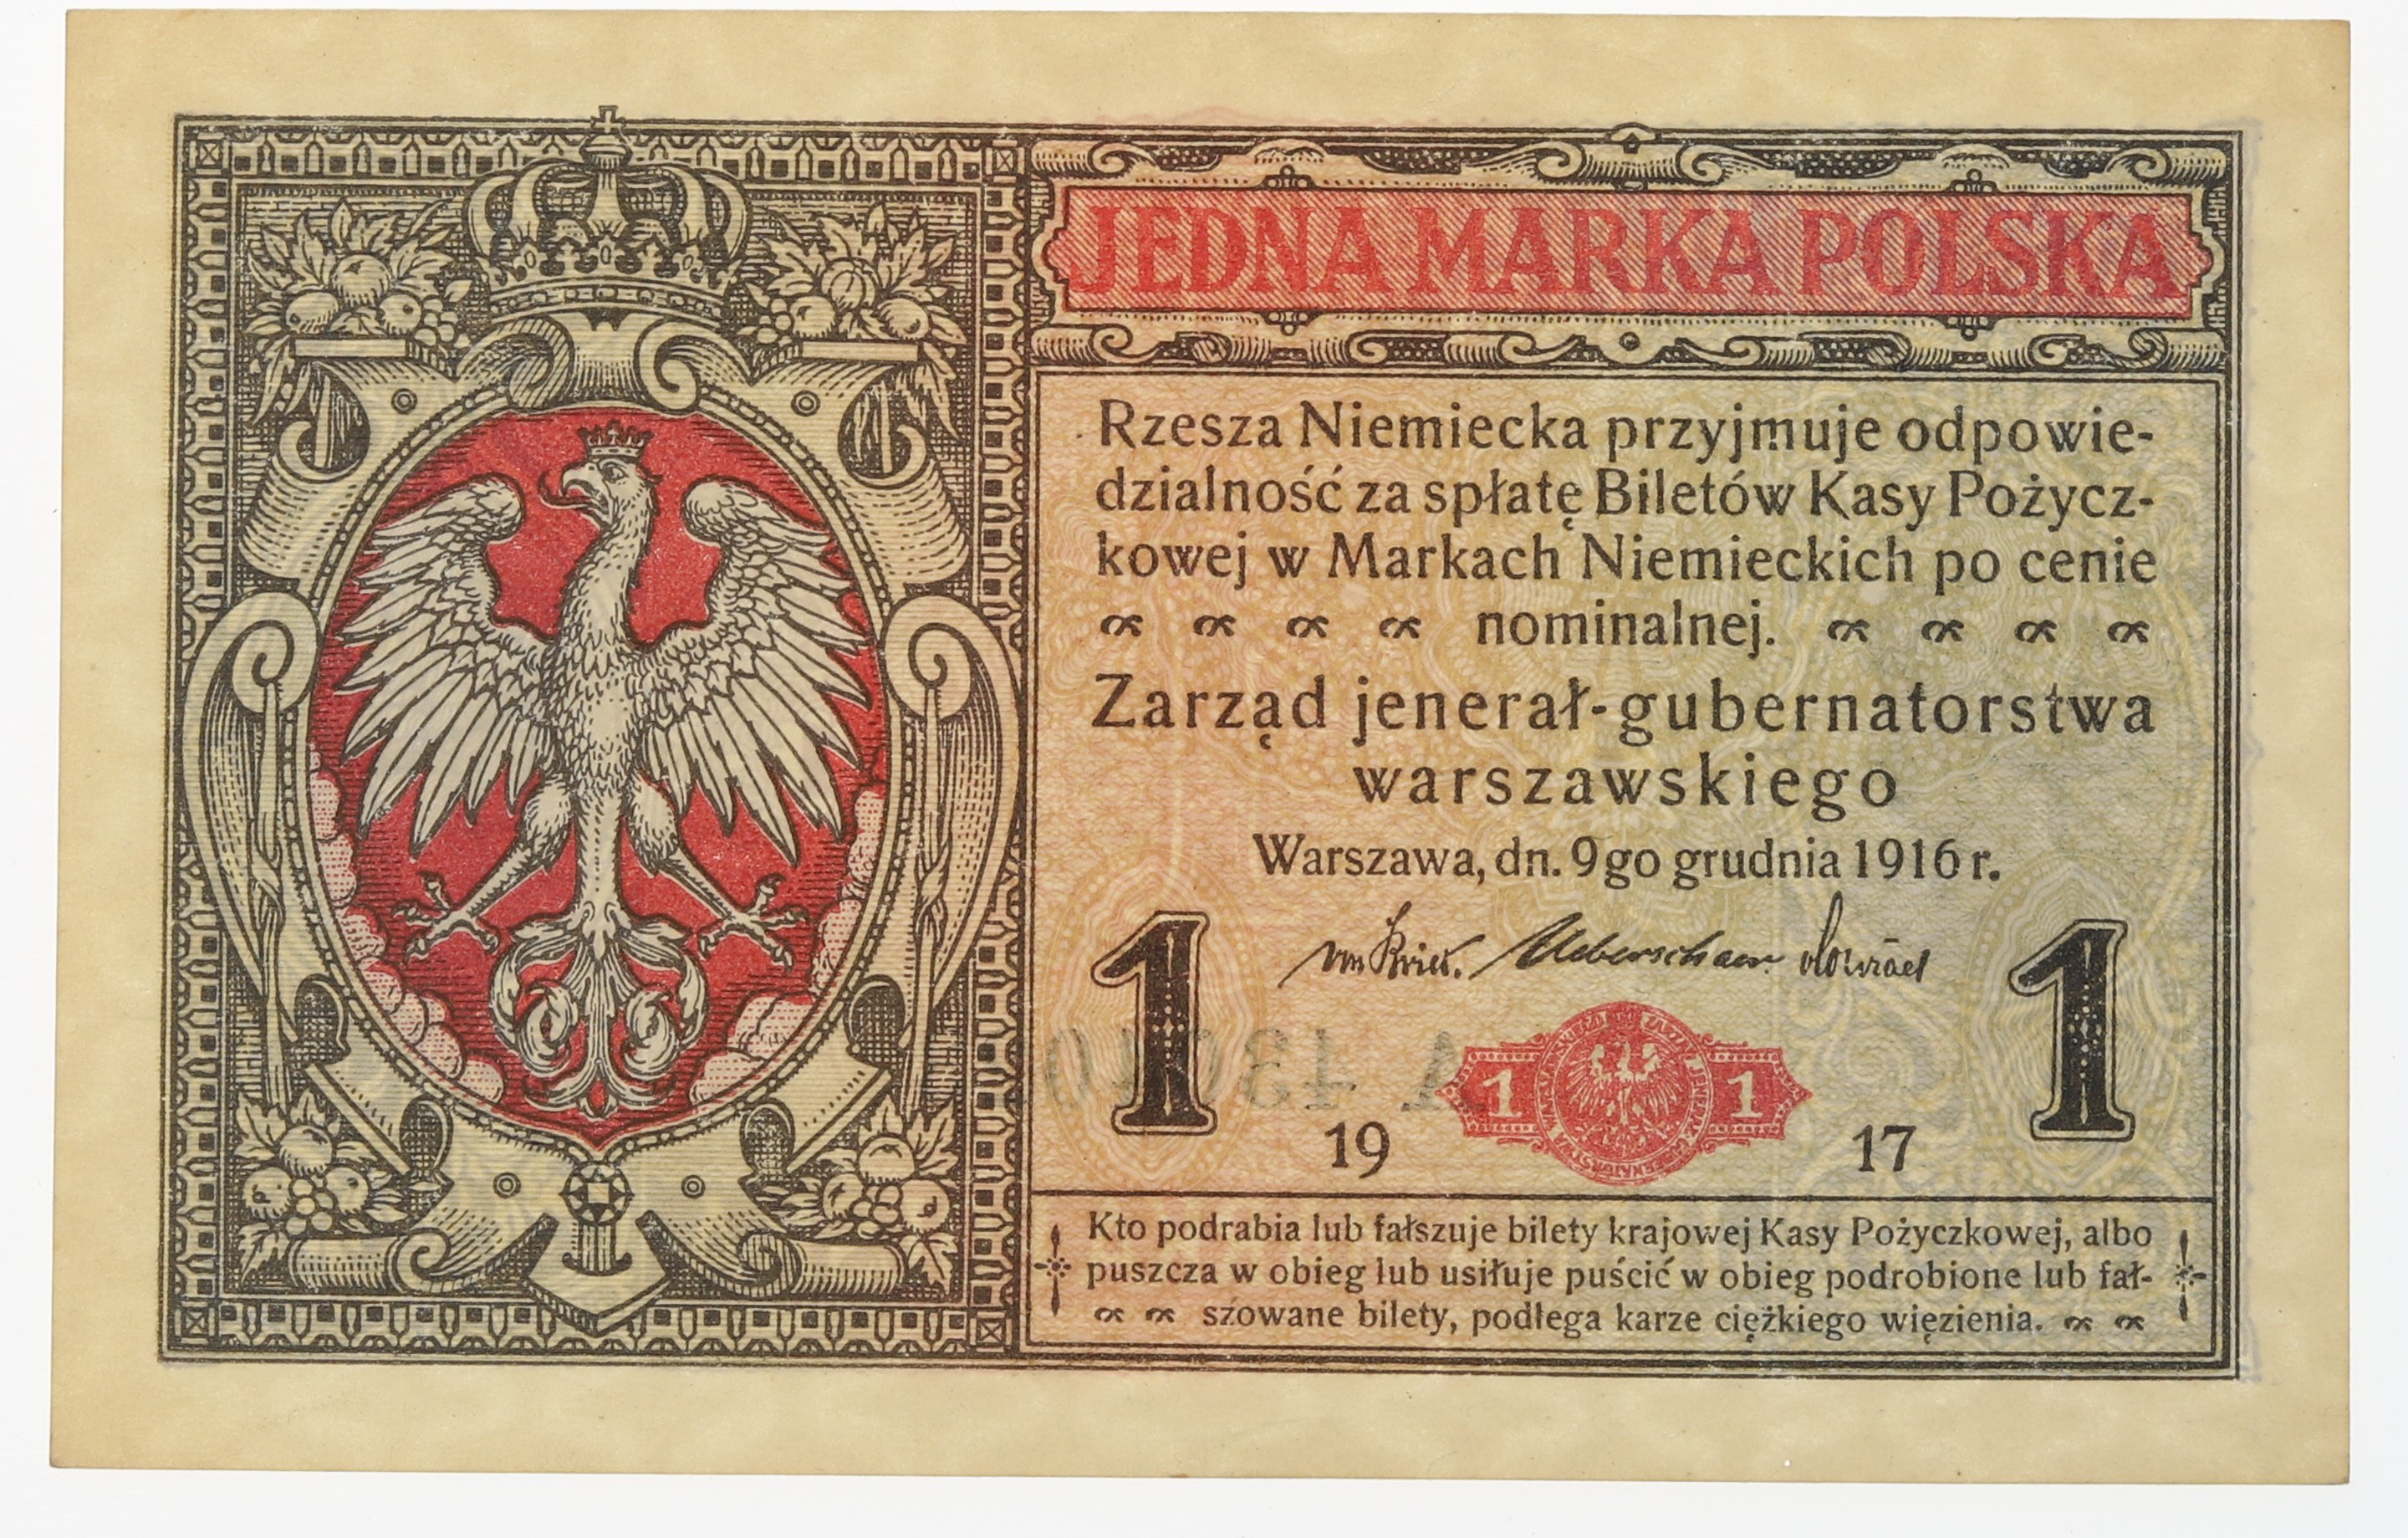 JEDNA MARKA POLSKA
Rzesza Niemiecka przyjmuje odpowie-
dzialność za spłatę Biletów Kasy Pożycz-
kowej w Markach Niemieckich po cenie
nominalnej.
Zarząd jenerał-gubernatorstwa
warszawskiego
Warszawa, dn. 9go grudnia 1916 r.
von Kries. Ueberschaer.
1 1
1 1
19 17
Kto podrabia lub fałszuje bilety krajowej Kasy Pożyczkowej, albo
puszcza w obieg lub usiłuje puścić w obieg podrobione lub fał-
szowane bilety, podlega karze ciężkiego więzienia.